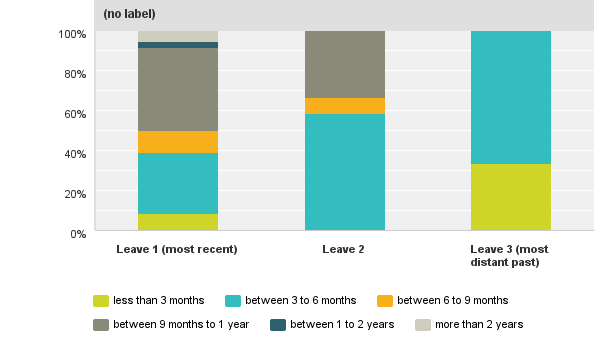 (no label)
100%
80%
60%
40%
20%
0%
Leave 1 (most recent)
Leave 2
Leave 3 (most
distant past)
less than 3 months
between 3 to 6 months
between 6 to 9 months
between 9 months to 1 year
between 1 to 2 years
more than 2 years